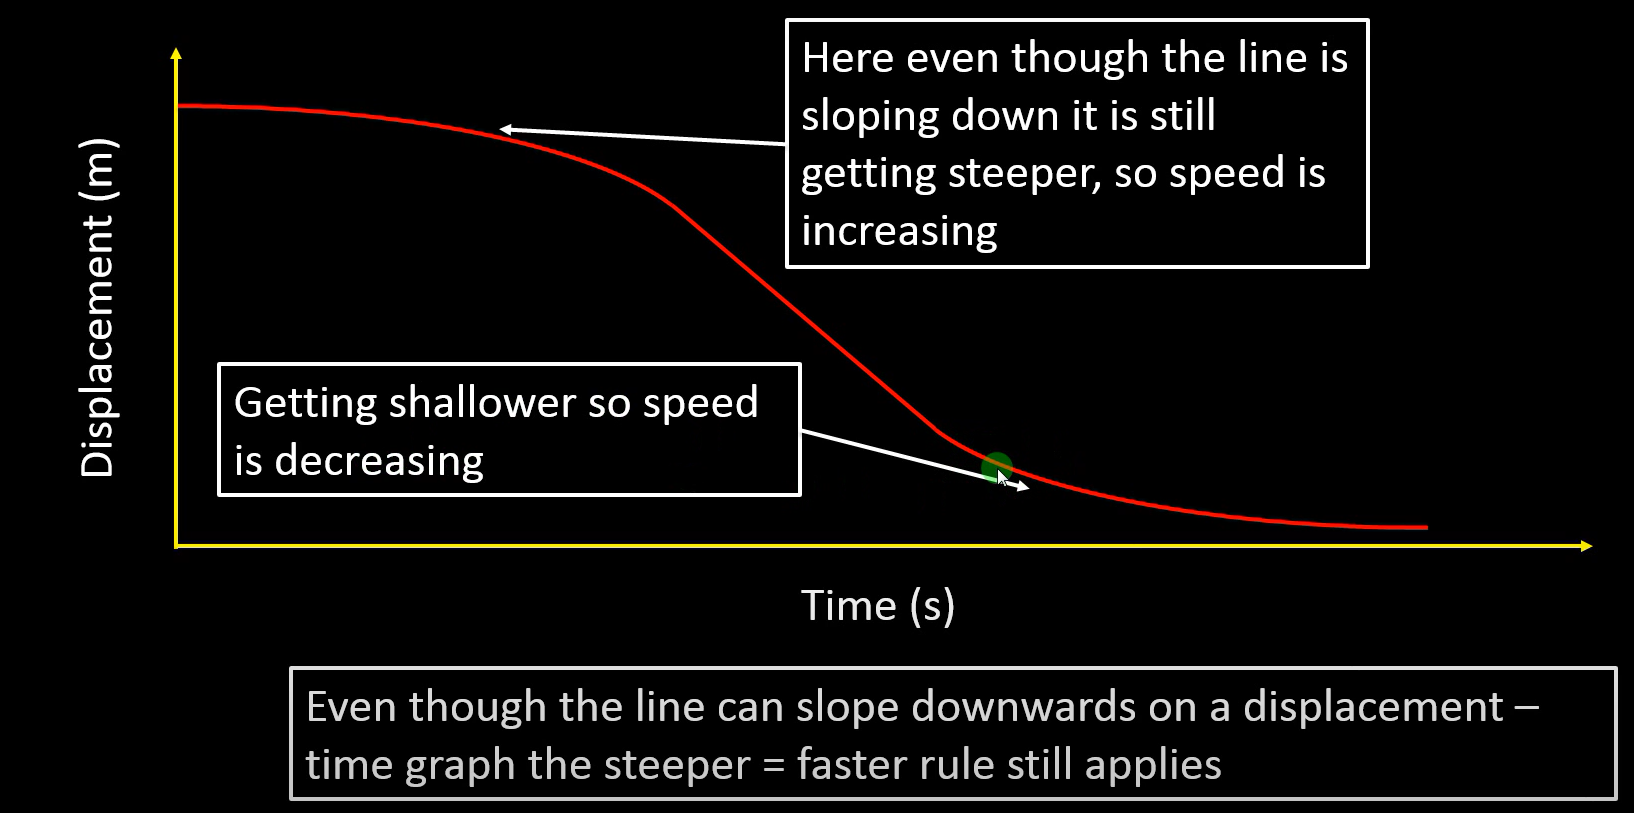 Here even though the line is
sloping down it is still
getting steeper, so speed is
increasing
Displacement (m)
Getting shallower so speed
is decreasing
Time (s)
Even though the line can slope downwards on a displacement –
time graph the steeper = faster rule still applies